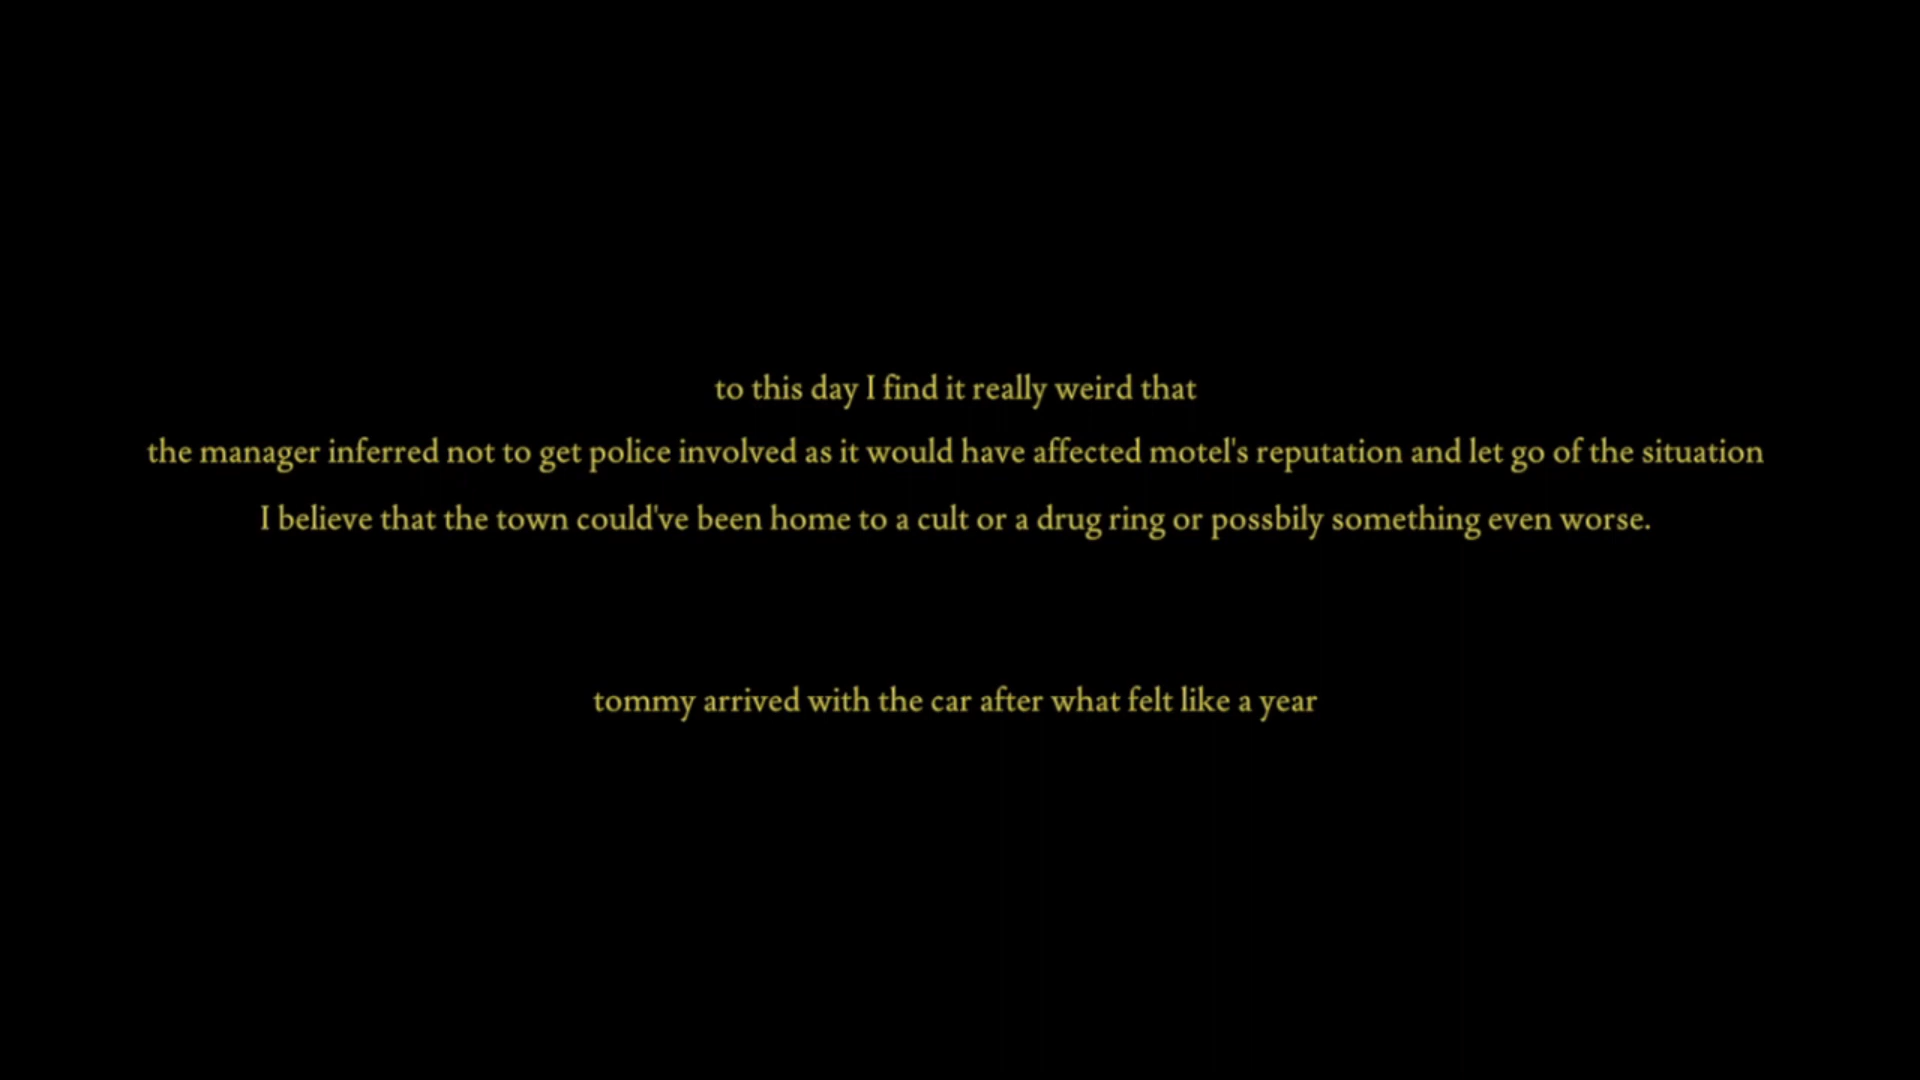 to this day I find it really weird that
the manager inferred not to get police involved as it would have affected motel's reputation and let go of the situation
I believe that the town could've been home to a cult or a drug ring or possbily something even worse.
tommy arrived with the car after what felt like a year